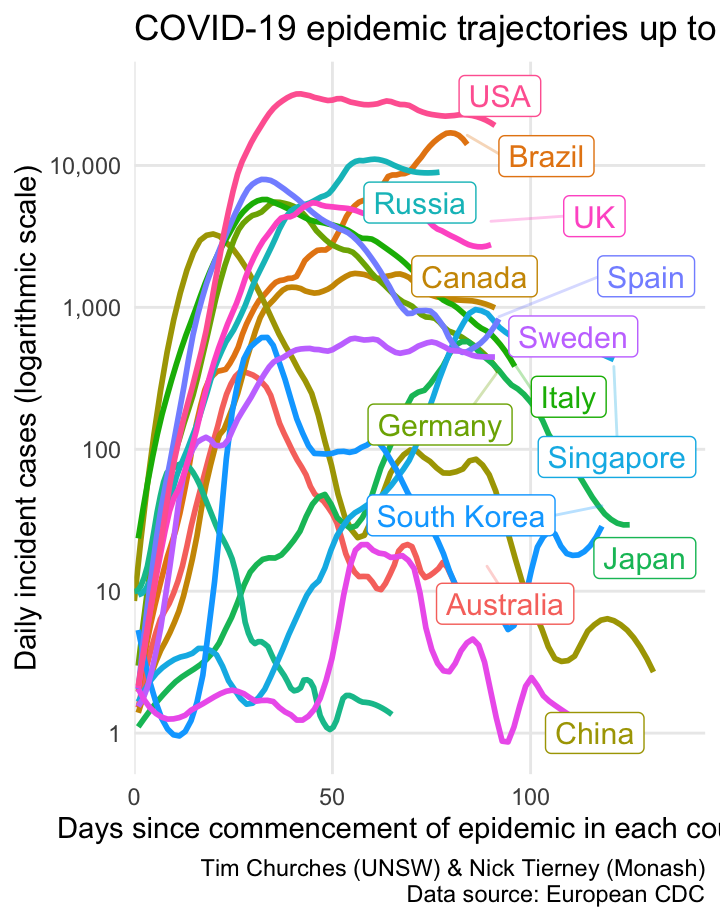 COVID-19 epidemic trajectories up to
Daily incident cases (logarithmic scale)
10,000
1,000
100
10
1
USA
Brazil
Russia
UK
Canada
Spain
Sweden
Italy
Germany
Singapore
South Korea
Japan
Australia
China
0
50
100
Days since commencement of epidemic in each cou
Tim Churches (UNSW) & Nick Tierney (Monash)
Data source: European CDC